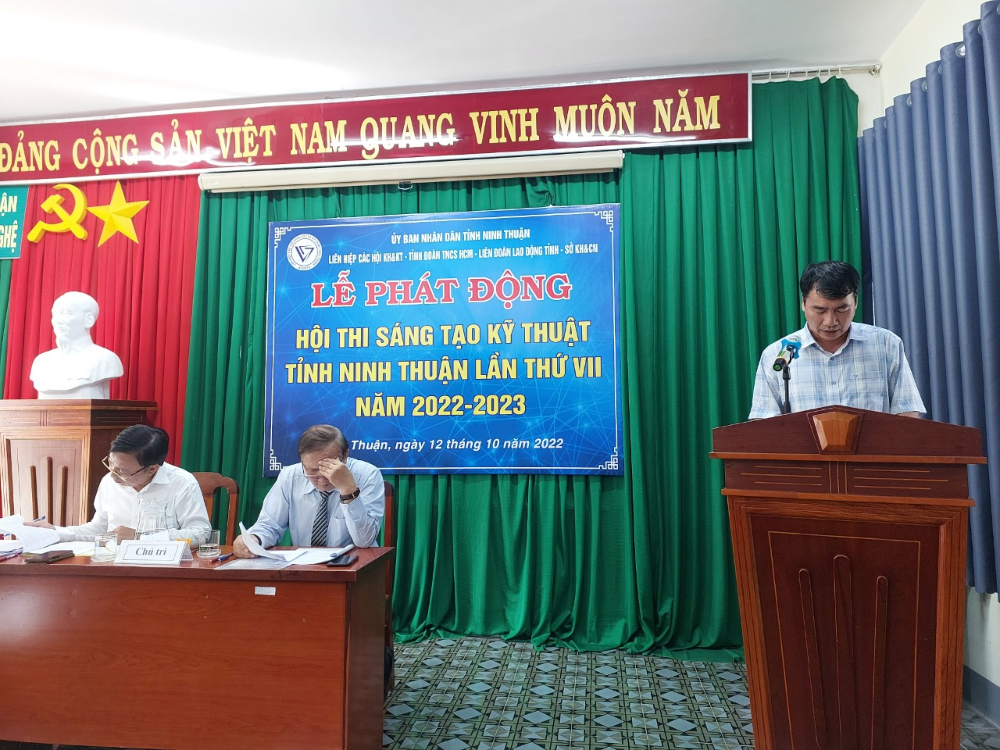 ĐẢNG CỘNG SẢN VIỆT NAM QUANG VINH MUÔN NĂM
ẬN
GHỆ
ỦY BAN NHÂN DÂN TỈNH NINH THUẬN
LIÊN HIỆP CÁC HỘI KH&KT - TỈNH ĐOÀN TNCS HCM - LIÊN ĐOÀN LAO ĐỘNG TỈNH - SỞ KH&CN
LỄ PHÁT ĐỘNG
HỘI THI SÁNG TẠO KỸ THUẬT
TỈNH NINH THUẬN LẦN THỨ VII
NĂM 2022-2023
Thuận, ngày 12 tháng 10 năm 2022
Chủ trì